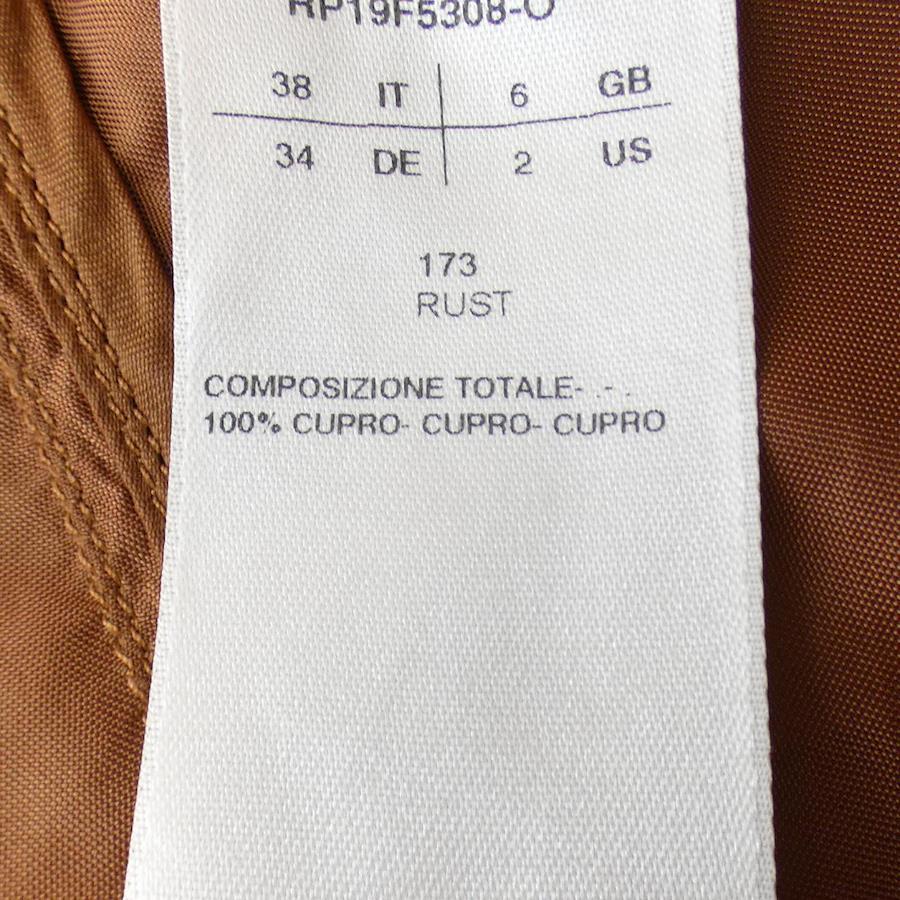 RP19F5308-O
38 IT 6 GB
34 DE 2 US
173
RUST
COMPOSIZIONE TOTALE- .- .
100% CUPRO- CUPRO- CUPRO